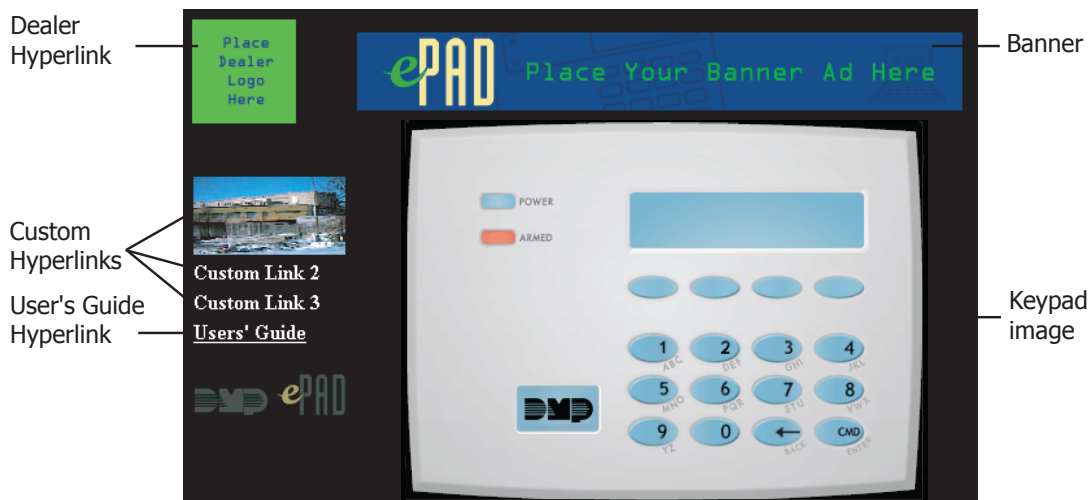 Dealer
Hyperlink
Place
Dealer
Logo
Here
ePAD Place Your Banner Ad Here
Banner
POWER
ARMED
Custom
Hyperlinks
Custom Link 2
Custom Link 3
User's Guide
Hyperlink
Users' Guide
DMP ePAD
Keypad
image
1 2 3 4
ABC DEF GHI JKL
5 6 7 8
MNO PQR STU VWX
DMP
9 0 CMD
YZ BACK ENTER